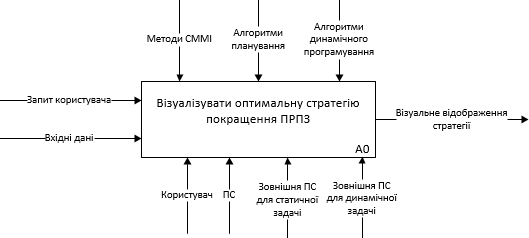 Методи CMMI
Алгоритми
планування
Алгоритми
динамічного
програмування
Запит користувача
Вхідні дані
Візуалізувати оптимальну стратегію
покращення ПРПЗ
A0
Візуальне відображення
стратегії
Користувач
ПС
Зовнішня ПС
для статичної
задачі
Зовнішня ПС
для динамічної
задачі